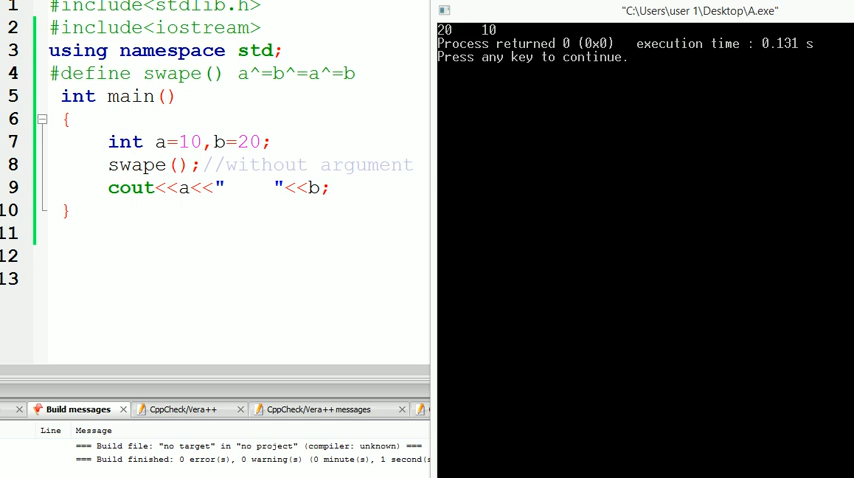 1 #include<stdlib.h>
2 #include<iostream>
3 using namespace std;
4 #define swape() a^=b^=a^=b
5 int main()
6 {
7 int a=10,b=20;
8 swape();//without argument
9 cout<<a<<"    "<<b;
10 }
11
12
13
"C:\Users\user 1\Desktop\A.exe"
20    10
Process returned 0 (0x0)   execution time : 0.131 s
Press any key to continue.
Build messages CppCheck/Vera++ CppCheck/Vera++ messages
Line Message
=== Build file: "no target" in "no project" (compiler: unknown) ===
=== Build finished: 0 error(s), 0 warning(s) (0 minute(s), 1 second(s